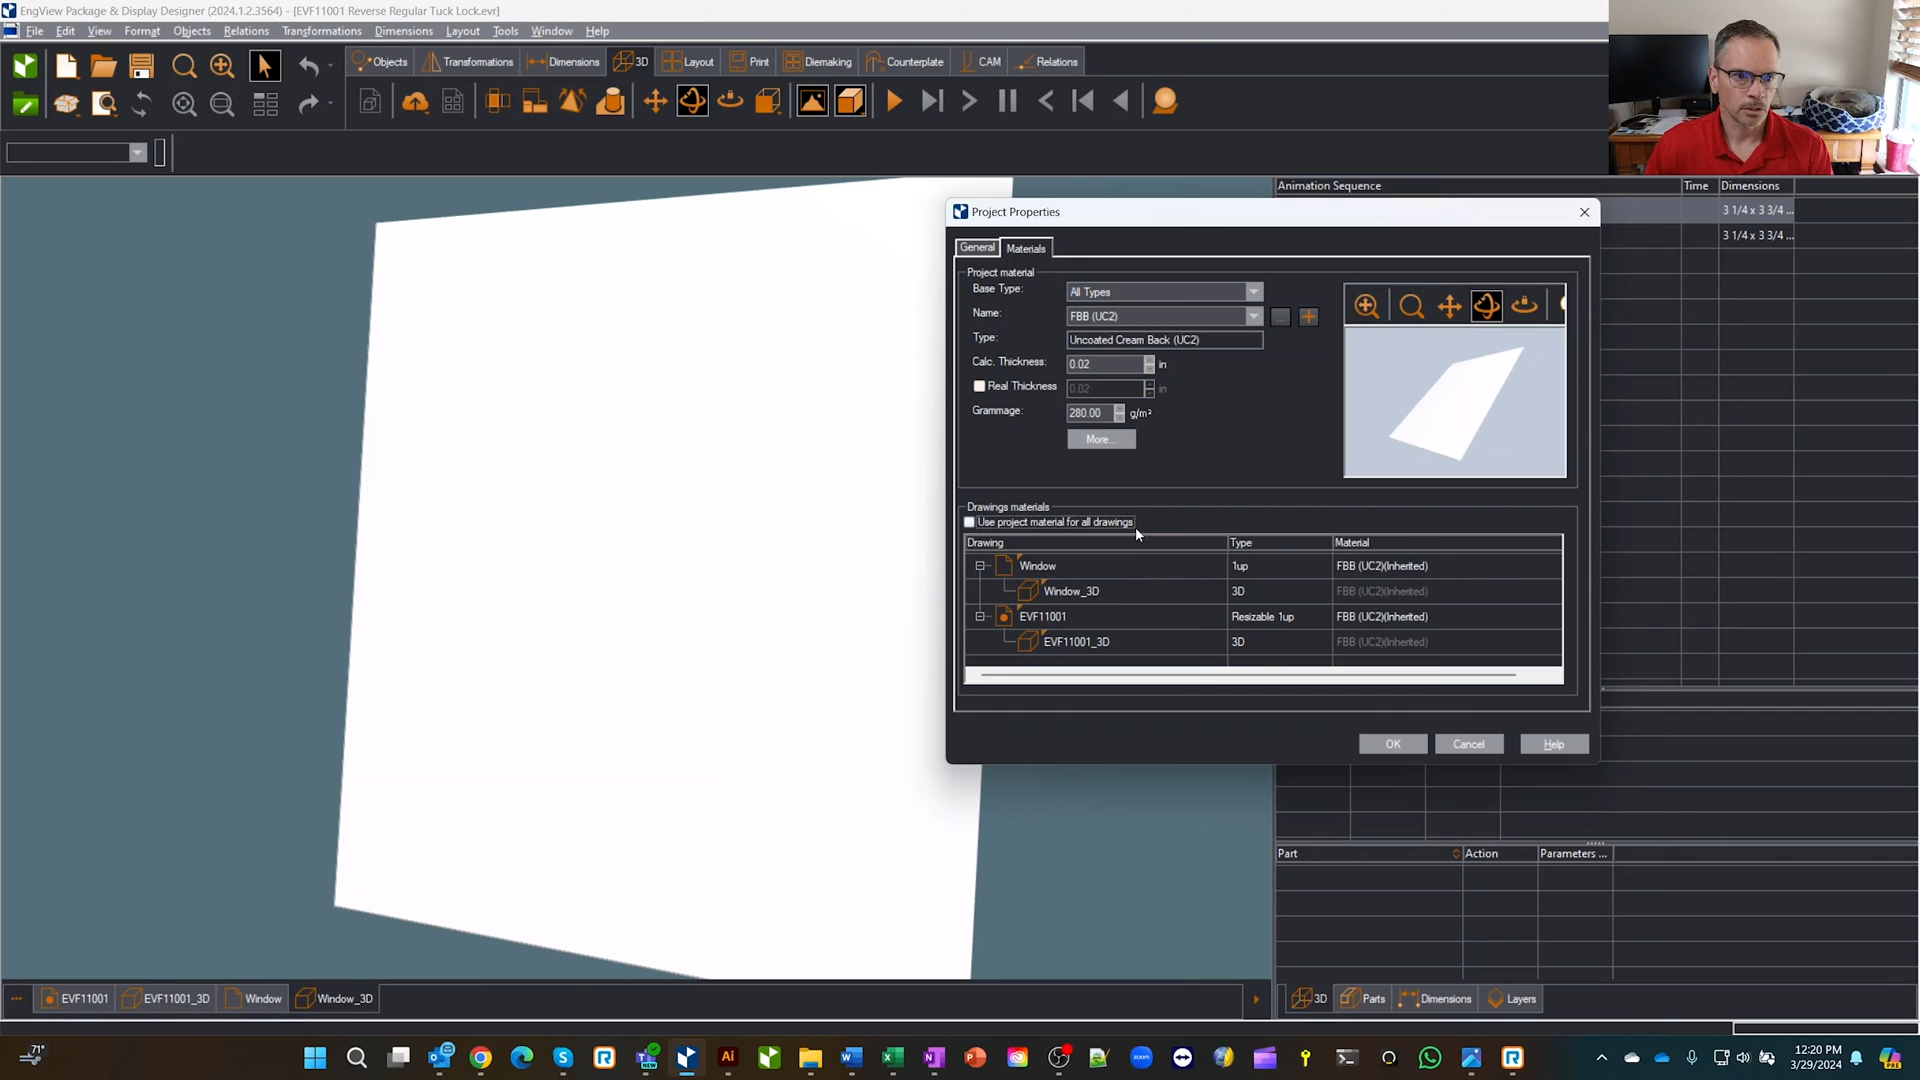 EngView Package & Display Designer (2024.1.2.3564) - [EVF11001 Reverse Regular Tuck Lock.evr]
File Edit View Format Objects Relations Transformations Dimensions Layout Tools Window Help
Objects Transformations Dimensions 3D Layout Print Diemaking Counterplate CAM Relations
Animation Sequence Time Dimensions
3 1/4 x 3 3/4 ...
3 1/4 x 3 3/4 ...
Project Properties
General Materials
Project material
Base Type: All Types
Name: FBB (UC2) ...
Type: Uncoated Cream Back (UC2)
Calc. Thickness: 0.02 in
Real Thickness 0.02 in
Grammage: 280.00 g/m²
More...
Drawings materials
Use project material for all drawings
Drawing Type Material
Window 1up FBB (UC2)(Inherited)
Window_3D 3D FBB (UC2)(Inherited)
EVF11001 Resizable 1up FBB (UC2)(Inherited)
EVF11001_3D 3D FBB (UC2)(Inherited)
OK Cancel Help
Part Action Parameters ...
EVF11001 EVF11001_3D Window Window_3D
3D Parts Dimensions Layers
71°
12:20 PM
3/29/2024